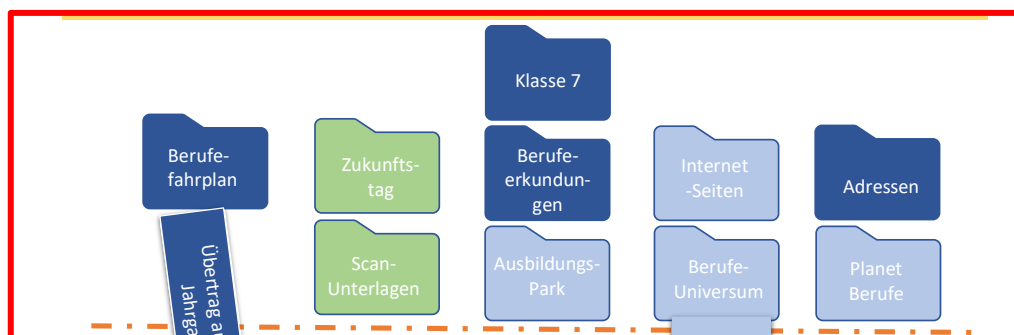 Klasse 7
Berufe-
fahrplan
Zukunfts-
tag
Berufe-
erkundun-
gen
Internet
-Seiten
Adressen
Scan-
Unterlagen
Ausbildungs-
Park
Berufe-
Universum
Planet
Berufe
Übertrag